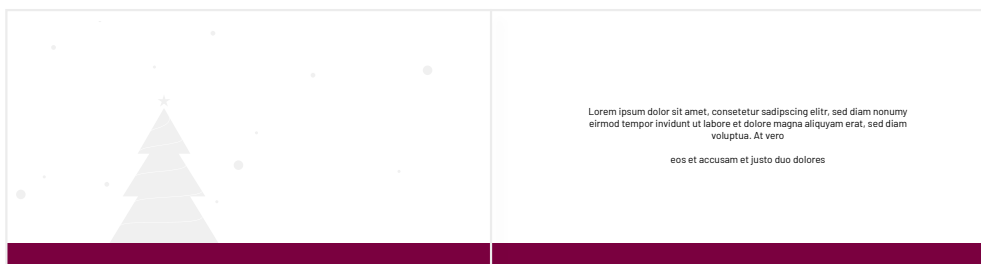 Lorem ipsum dolor sit amet, consetetur sadipscing elitr, sed diam nonumy
eirmod tempor invidunt ut labore et dolore magna aliquyam erat, sed diam
voluptua. At vero
eos et accusam et justo duo dolores